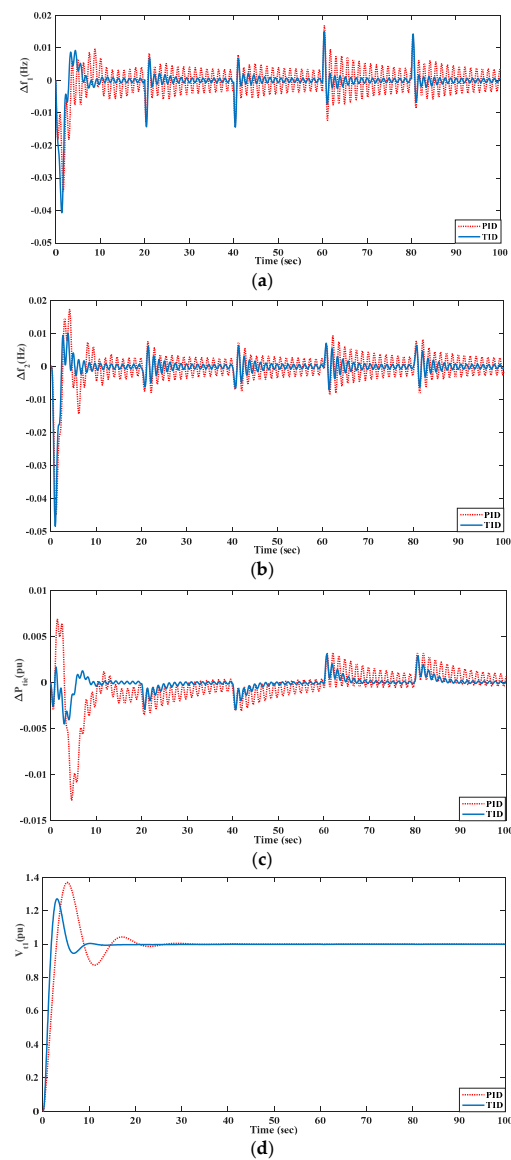 0.02
0.01
0
-0.01
-0.02
-0.03
-0.04
-0.05
Δf1(Hz)
0 10 20 30 40 50 60 70 80 90 100
Time (sec)
PID
TID
(a)
0.02
0.01
0
-0.01
-0.02
-0.03
-0.04
-0.05
Δf2(Hz)
0 10 20 30 40 50 60 70 80 90 100
Time (sec)
PID
TID
(b)
0.01
0.005
0
-0.005
-0.01
-0.015
ΔPtie(pu)
0 10 20 30 40 50 60 70 80 90 100
Time (sec)
PID
TID
(c)
1.4
1.2
1
0.8
0.6
0.4
0.2
0
Vt1(pu)
0 10 20 30 40 50 60 70 80 90 100
Time (sec)
PID
TID
(d)